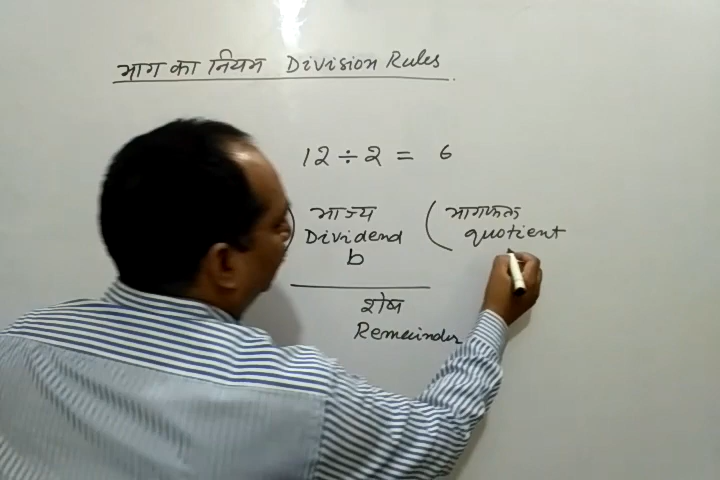 भाग का नियम Division Rules
12 ÷ 2 = 6
) भाज्य ( भागफल
Dividend quotient
b
शेष
Remainder